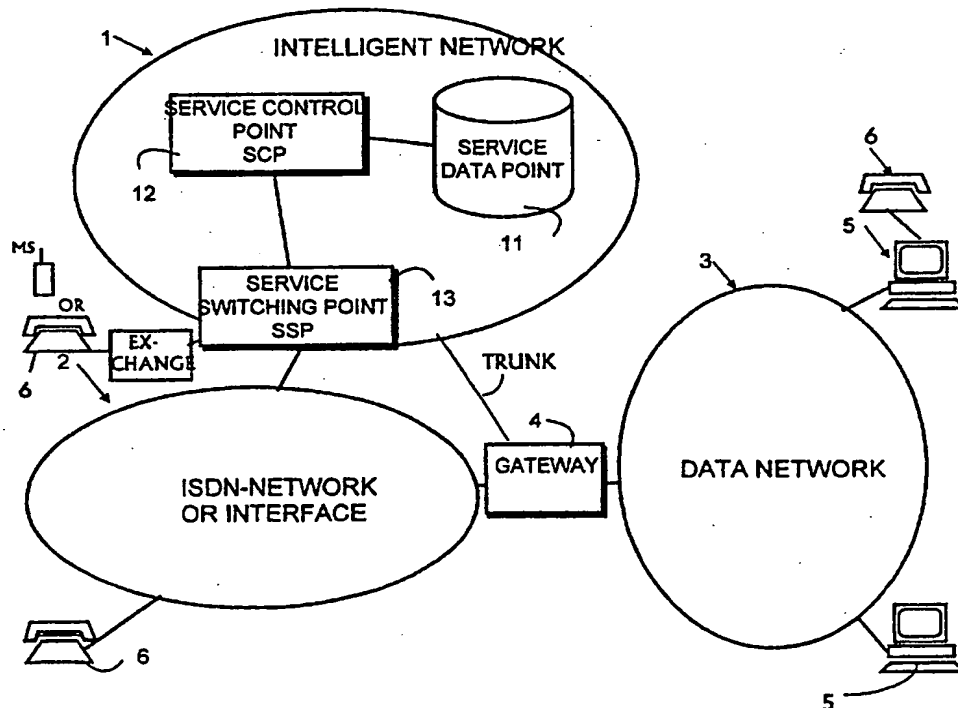 1
INTELLIGENT NETWORK
SERVICE CONTROL
POINT
SCP
12
SERVICE
DATA POINT
11
6
5
MS
OR
6
2
EX-
CHANGE
SERVICE
SWITCHING POINT
SSP
13
3
TRUNK
4
GATEWAY
ISDN-NETWORK
OR INTERFACE
DATA NETWORK
6
5